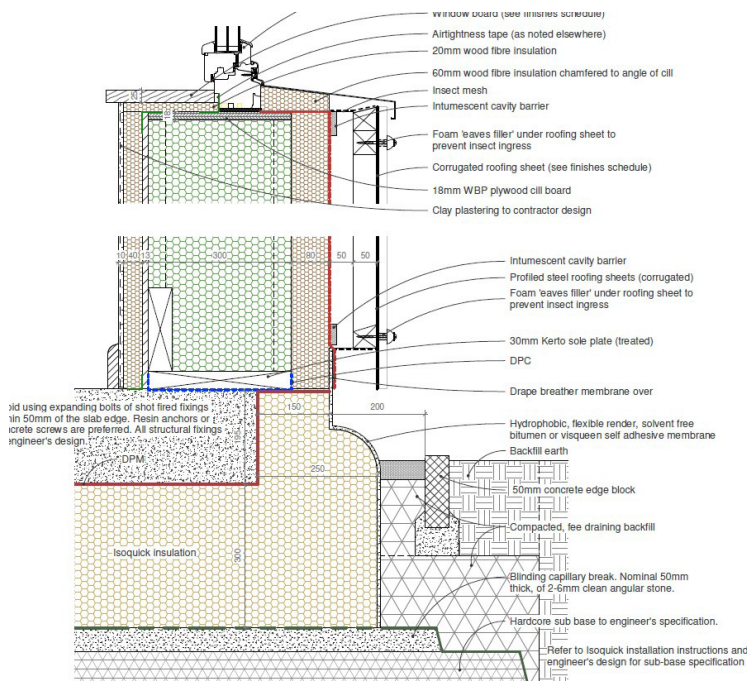 Window board (see finishes schedule)
Airtightness tape (as noted elsewhere)
20mm wood fibre insulation
60mm wood fibre insulation chamfered to angle of cill
Insect mesh
Intumescent cavity barrier
Foam 'eaves filler' under roofing sheet to
prevent insect ingress
Corrugated roofing sheet (see finishes schedule)
18mm WBP plywood cill board
Clay plastering to contractor design
25
18
Intumescent cavity barrier
Profiled steel roofing sheets (corrugated)
Foam 'eaves filler' under roofing sheet to
prevent insect ingress
10 40 13 300 80 50 50
30mm Kerto sole plate (treated)
DPC
Drape breather membrane over
oid using expanding bolts of shot fired fixings
in 50mm of the slab edge. Resin anchors or
crete screws are preferred. All structural fixings
engineer's design.
150
200
Hydrophobic, flexible render, solvent free
bitumen or visqueen self adhesive membrane
Backfill earth
DPM
250
50mm concrete edge block
Compacted, fee draining backfill
Isoquick insulation
300
Blinding capillary break. Nominal 50mm
thick, of 2-6mm clean angular stone.
Hardcore sub base to engineer's specification.
Refer to Isoquick installation instructions and
engineer's design for sub-base specification